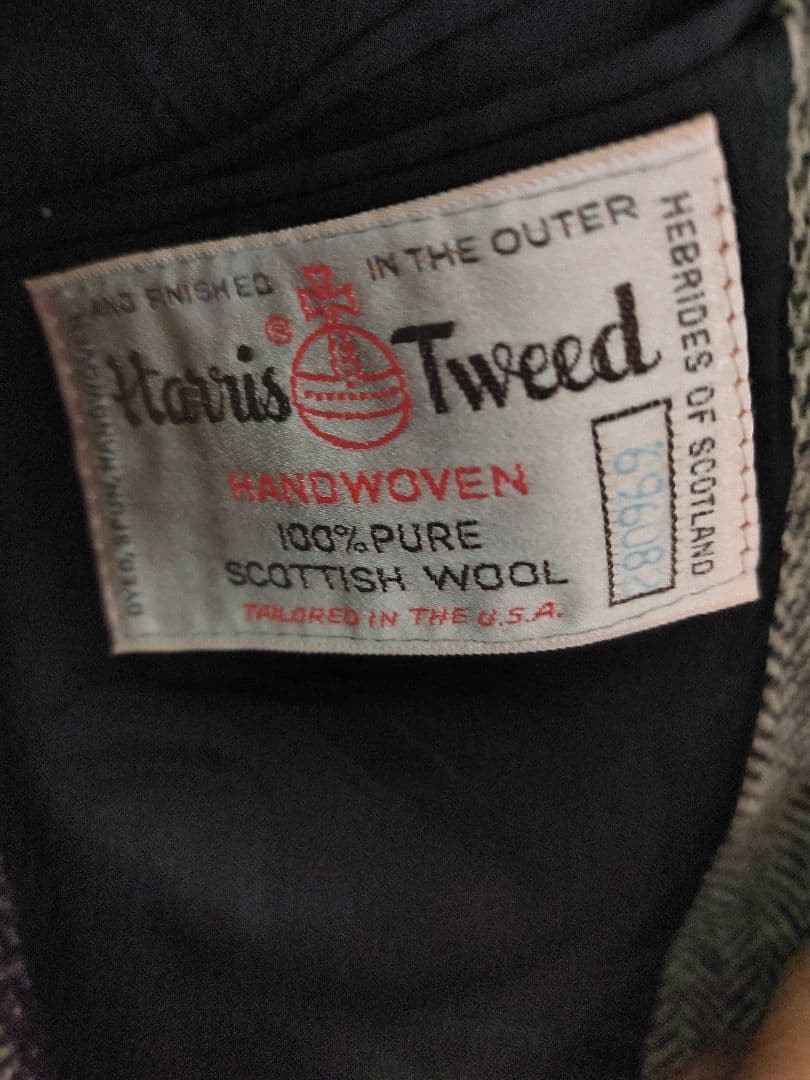 DYED, SPUN, HANDWOVEN
AND FINISHED
IN THE OUTER
HEBRIDES OF SCOTLAND
Harris ® Tweed
HANDWOVEN
100% PURE
SCOTTISH WOOL
TAILORED IN THE U.S.A.